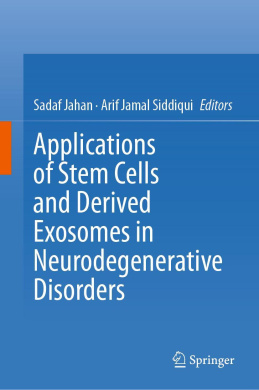 Sadaf Jahan · Arif Jamal Siddiqui Editors
Applications
of Stem Cells
and Derived
Exosomes in
Neurodegenerative
Disorders
Springer